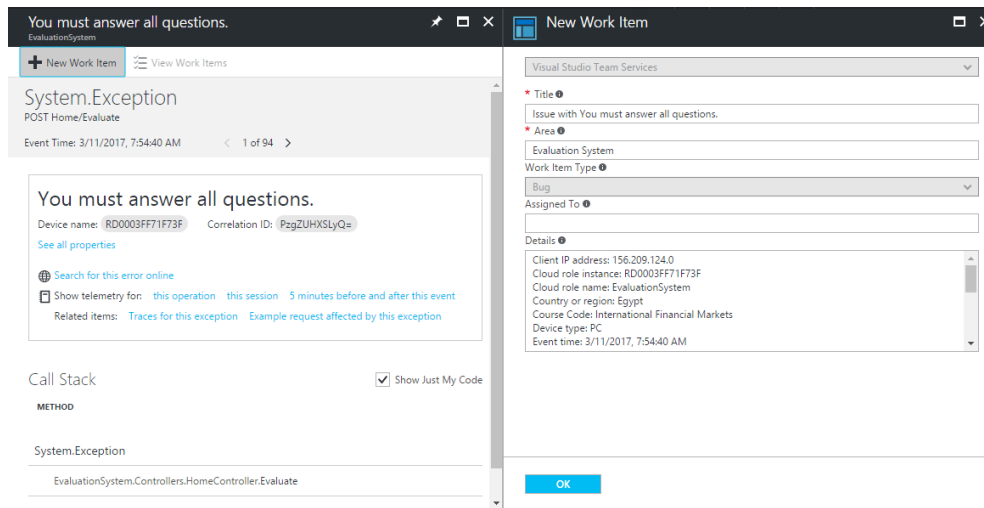 You must answer all questions.
EvaluationSystem
New Work Item
View Work Items
System.Exception
POST Home/Evaluate
Event Time: 3/11/2017, 7:54:40 AM
1 of 94
You must answer all questions.
Device name: RD0003FF71F73F Correlation ID: PzgZUHXSLyQ=
See all properties
Search for this error online
Show telemetry for: this operation this session 5 minutes before and after this event
Related items: Traces for this exception Example request affected by this exception
Call Stack
Show Just My Code
METHOD
System.Exception
EvaluationSystem.Controllers.HomeController.Evaluate
New Work Item
Visual Studio Team Services
* Title
Issue with You must answer all questions.
* Area
Evaluation System
Work Item Type
Bug
Assigned To
Details
Client IP address: 156.209.124.0
Cloud role instance: RD0003FF71F73F
Cloud role name: EvaluationSystem
Country or region: Egypt
Course Code: International Financial Markets
Device type: PC
Event time: 3/11/2017, 7:54:40 AM
OK